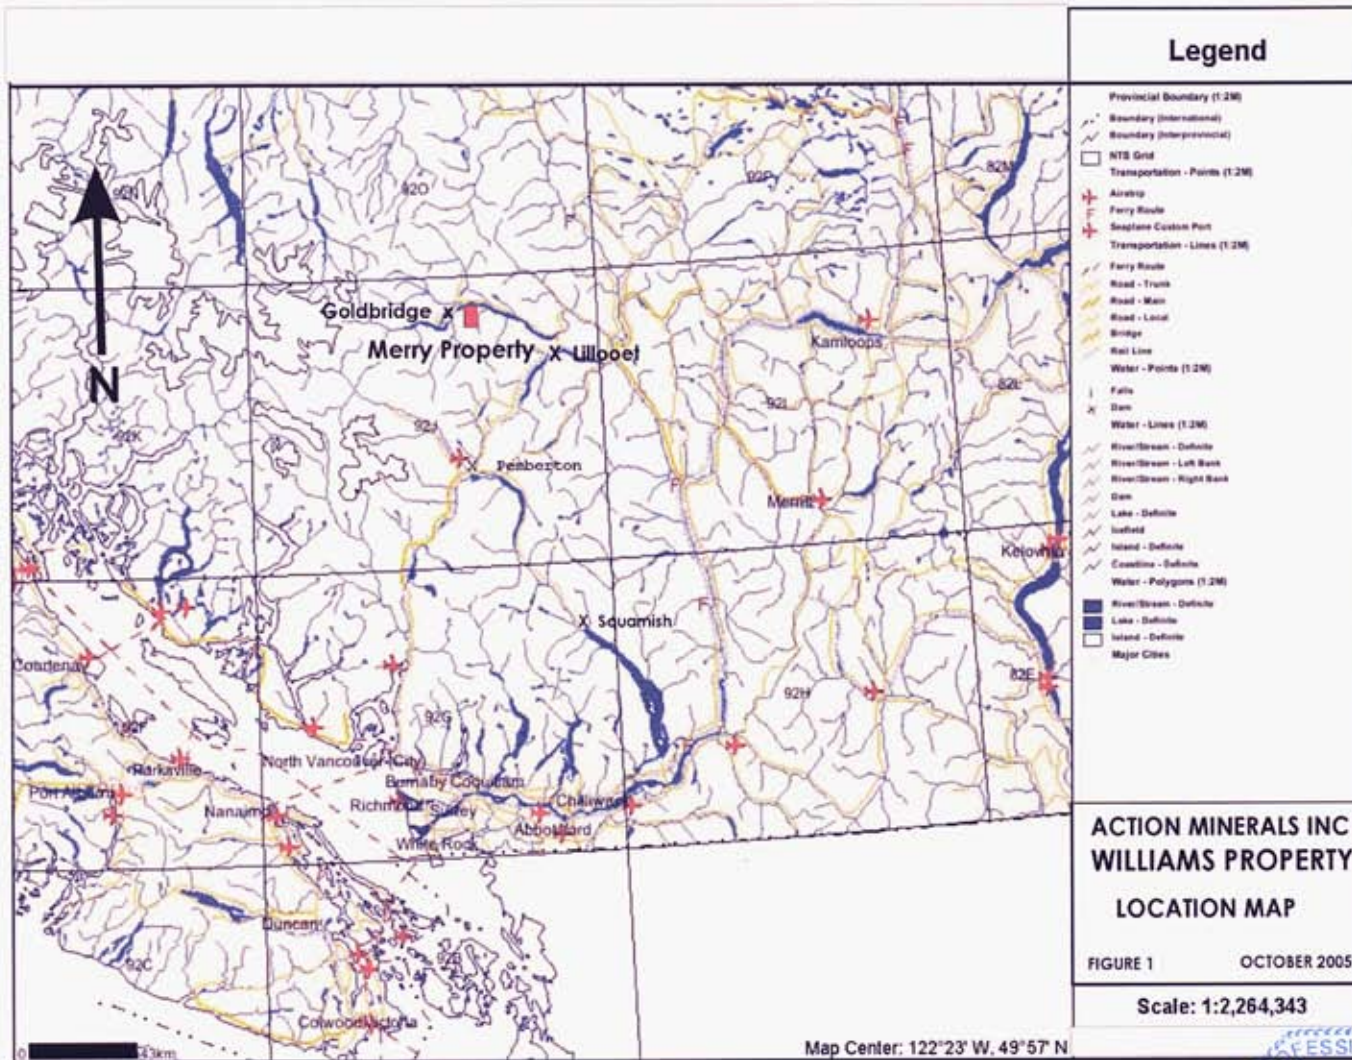 Legend
Provincial Boundary (1:2M)
Boundary (International)
Boundary (Interprovincial)
NTS Grid
Transportation - Points (1:2M)
Airstrip
Ferry Route
Seaplane Custom Port
Transportation - Lines (1:2M)
Ferry Route
Road - Trunk
Road - Main
Road - Local
Bridge
Rail Line
Water - Points (1:2M)
Falls
Dam
Water - Lines (1:2M)
River/Stream - Definite
River/Stream - Left Bank
River/Stream - Right Bank
Dam
Lake - Definite
Icefield
Island - Definite
Coastline - Definite
Water - Polygons (1:2M)
River/Stream - Definite
Lake - Definite
Island - Definite
Major Cities
92N
92O
92P
82M
Goldbridge x
Merry Property x Lillooet
Kamloops
N
92K
92J
92I
82L
X Pemberton
Merritt
Kelowna
X Squamish
Courtenay
92H
82E
92G
92F
North Vancouver (City)
Parksville
Burnaby Coquitlam
Port Alberni
Richmond Surrey
Chilliwack
Nanaimo
Abbotsford
White Rock
Duncan
92C
92B
Colwood Victoria
0 43km
Map Center: 122°23' W, 49°57' N
ACTION MINERALS INC
WILLIAMS PROPERTY
LOCATION MAP
FIGURE 1 OCTOBER 2005
Scale: 1:2,264,343
ESSI